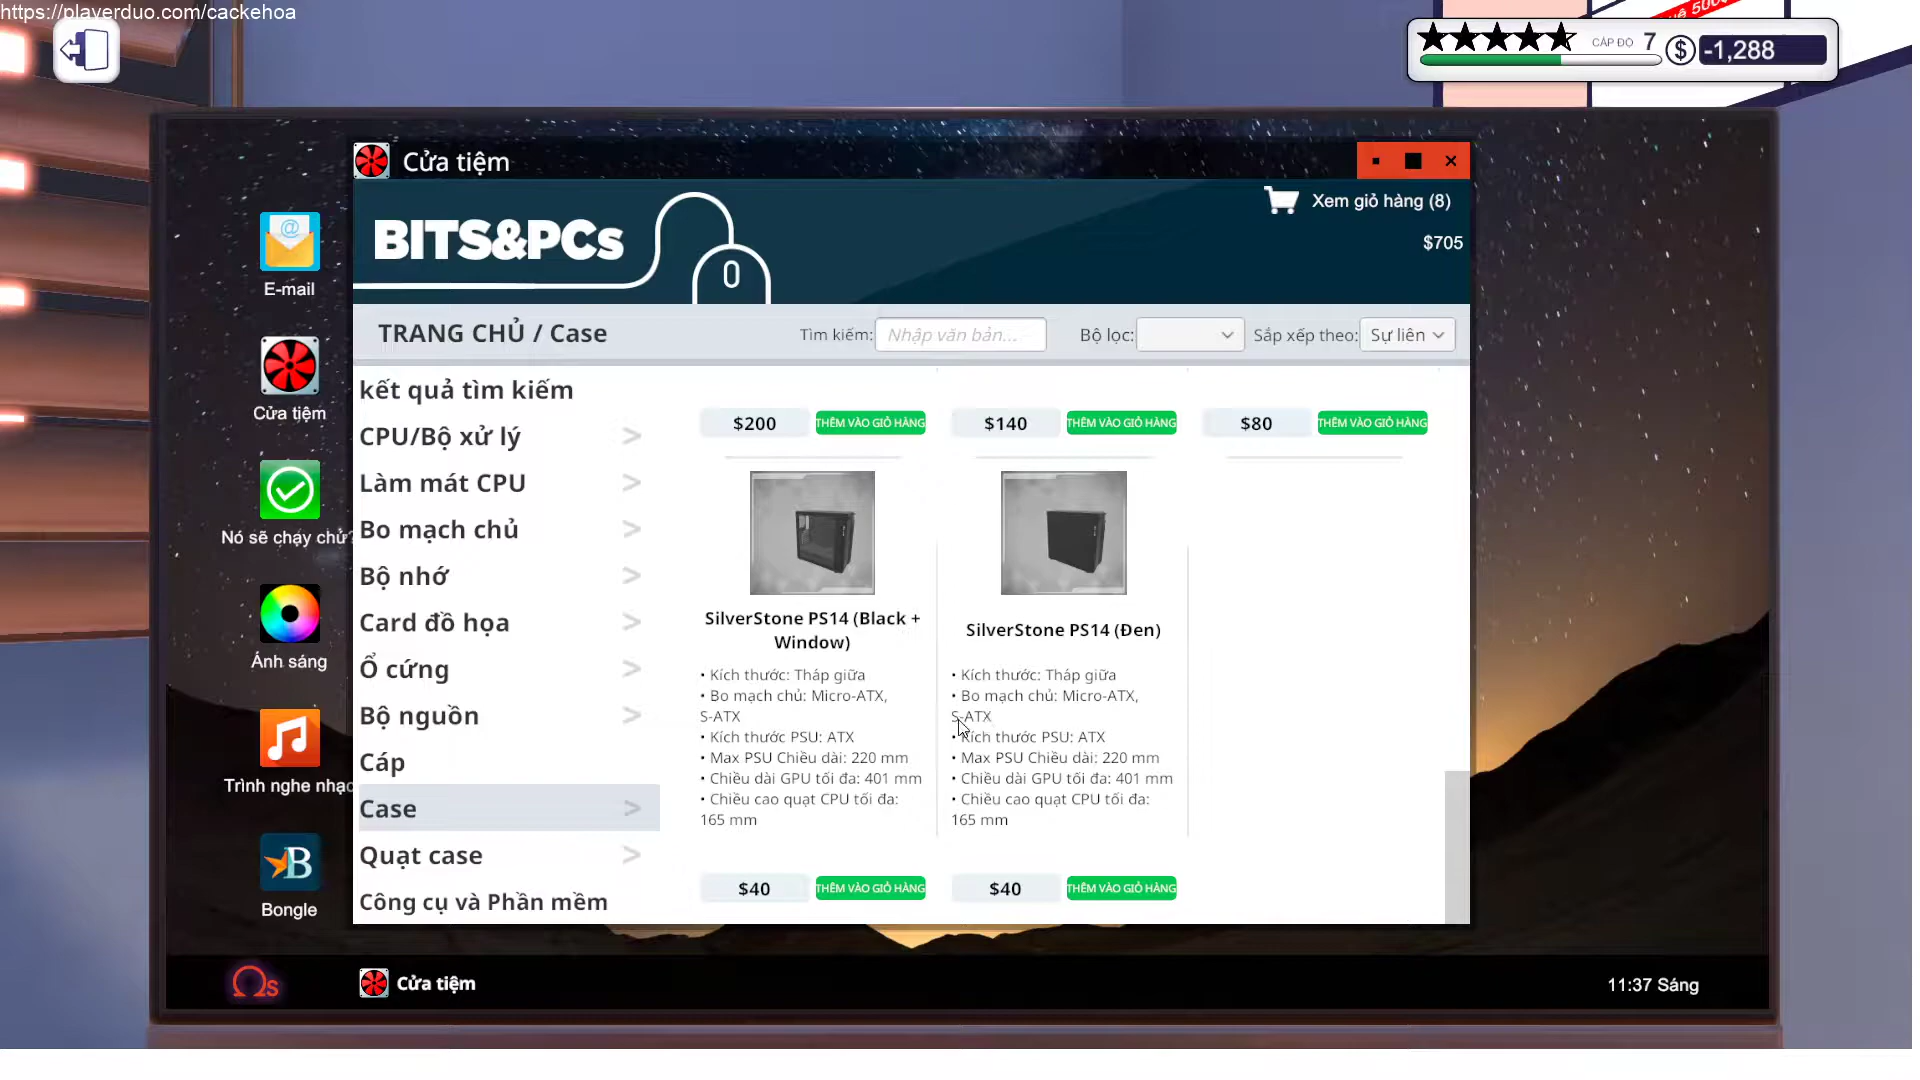 https://playerduo.com/cackehoa
CẤP ĐỘ 7
$ -1,288
Cửa tiệm
Xem giỏ hàng (8)
BITS&PCs
$705
E-mail
TRANG CHỦ / Case
Tìm kiếm: Nhập văn bản...
Bộ lọc:
Sắp xếp theo: Sự liên
kết quả tìm kiếm
CPU/Bộ xử lý >
Làm mát CPU >
Bo mạch chủ >
Bộ nhớ >
Card đồ họa >
Ổ cứng >
Bộ nguồn >
Cáp
Case >
Quạt case >
Công cụ và Phần mềm
$200 THÊM VÀO GIỎ HÀNG
$140 THÊM VÀO GIỎ HÀNG
$80 THÊM VÀO GIỎ HÀNG
SilverStone PS14 (Black +
Window)
• Kích thước: Tháp giữa
• Bo mạch chủ: Micro-ATX,
S-ATX
• Kích thước PSU: ATX
• Max PSU Chiều dài: 220 mm
• Chiều dài GPU tối đa: 401 mm
• Chiều cao quạt CPU tối đa:
165 mm
$40 THÊM VÀO GIỎ HÀNG
SilverStone PS14 (Đen)
• Kích thước: Tháp giữa
• Bo mạch chủ: Micro-ATX,
S-ATX
• Kích thước PSU: ATX
• Max PSU Chiều dài: 220 mm
• Chiều dài GPU tối đa: 401 mm
• Chiều cao quạt CPU tối đa:
165 mm
$40 THÊM VÀO GIỎ HÀNG
Cửa tiệm
Nó sẽ chạy chứ?
Ánh sáng
Trình nghe nhạc
B
Bongle
Ωs
Cửa tiệm
11:37 Sáng